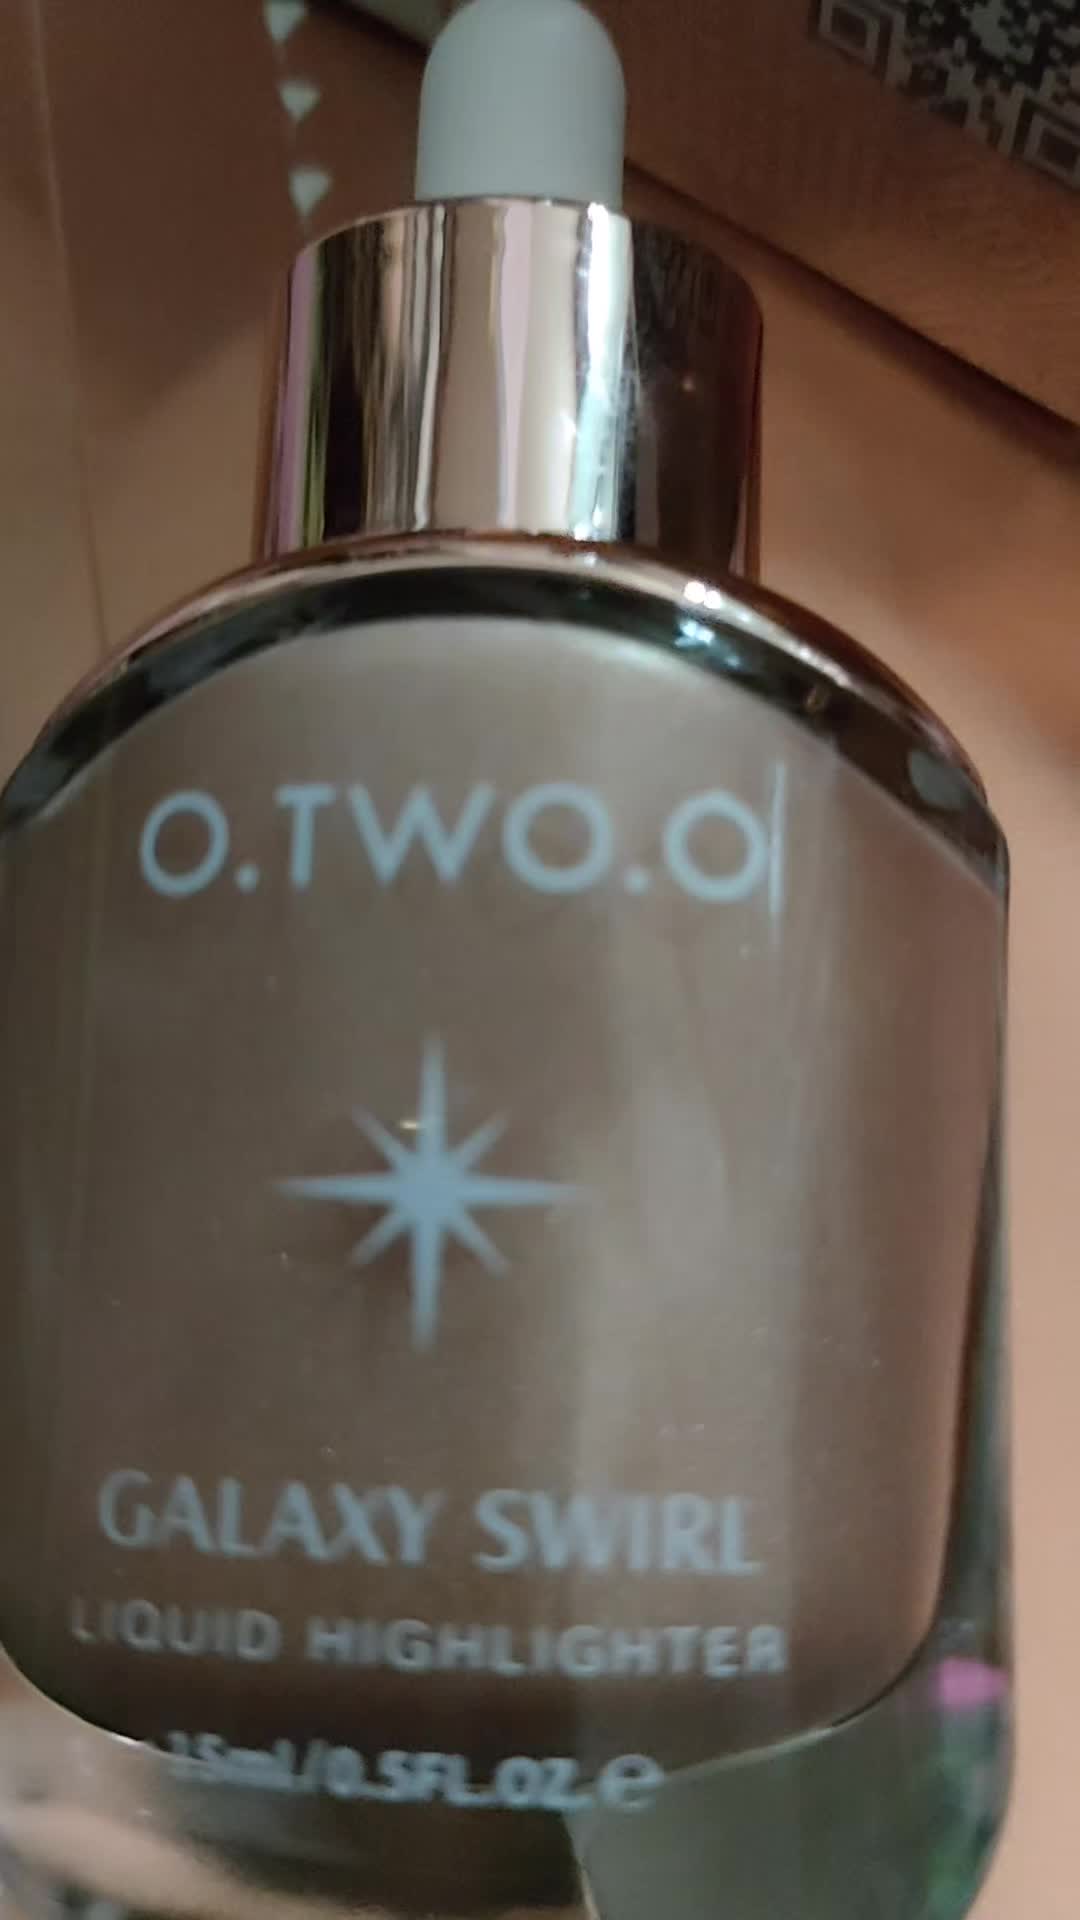 O.TWO.O
GALAXY SWIRL
LIQUID HIGHLIGHTER
15ml/0.5FL.OZ.℮